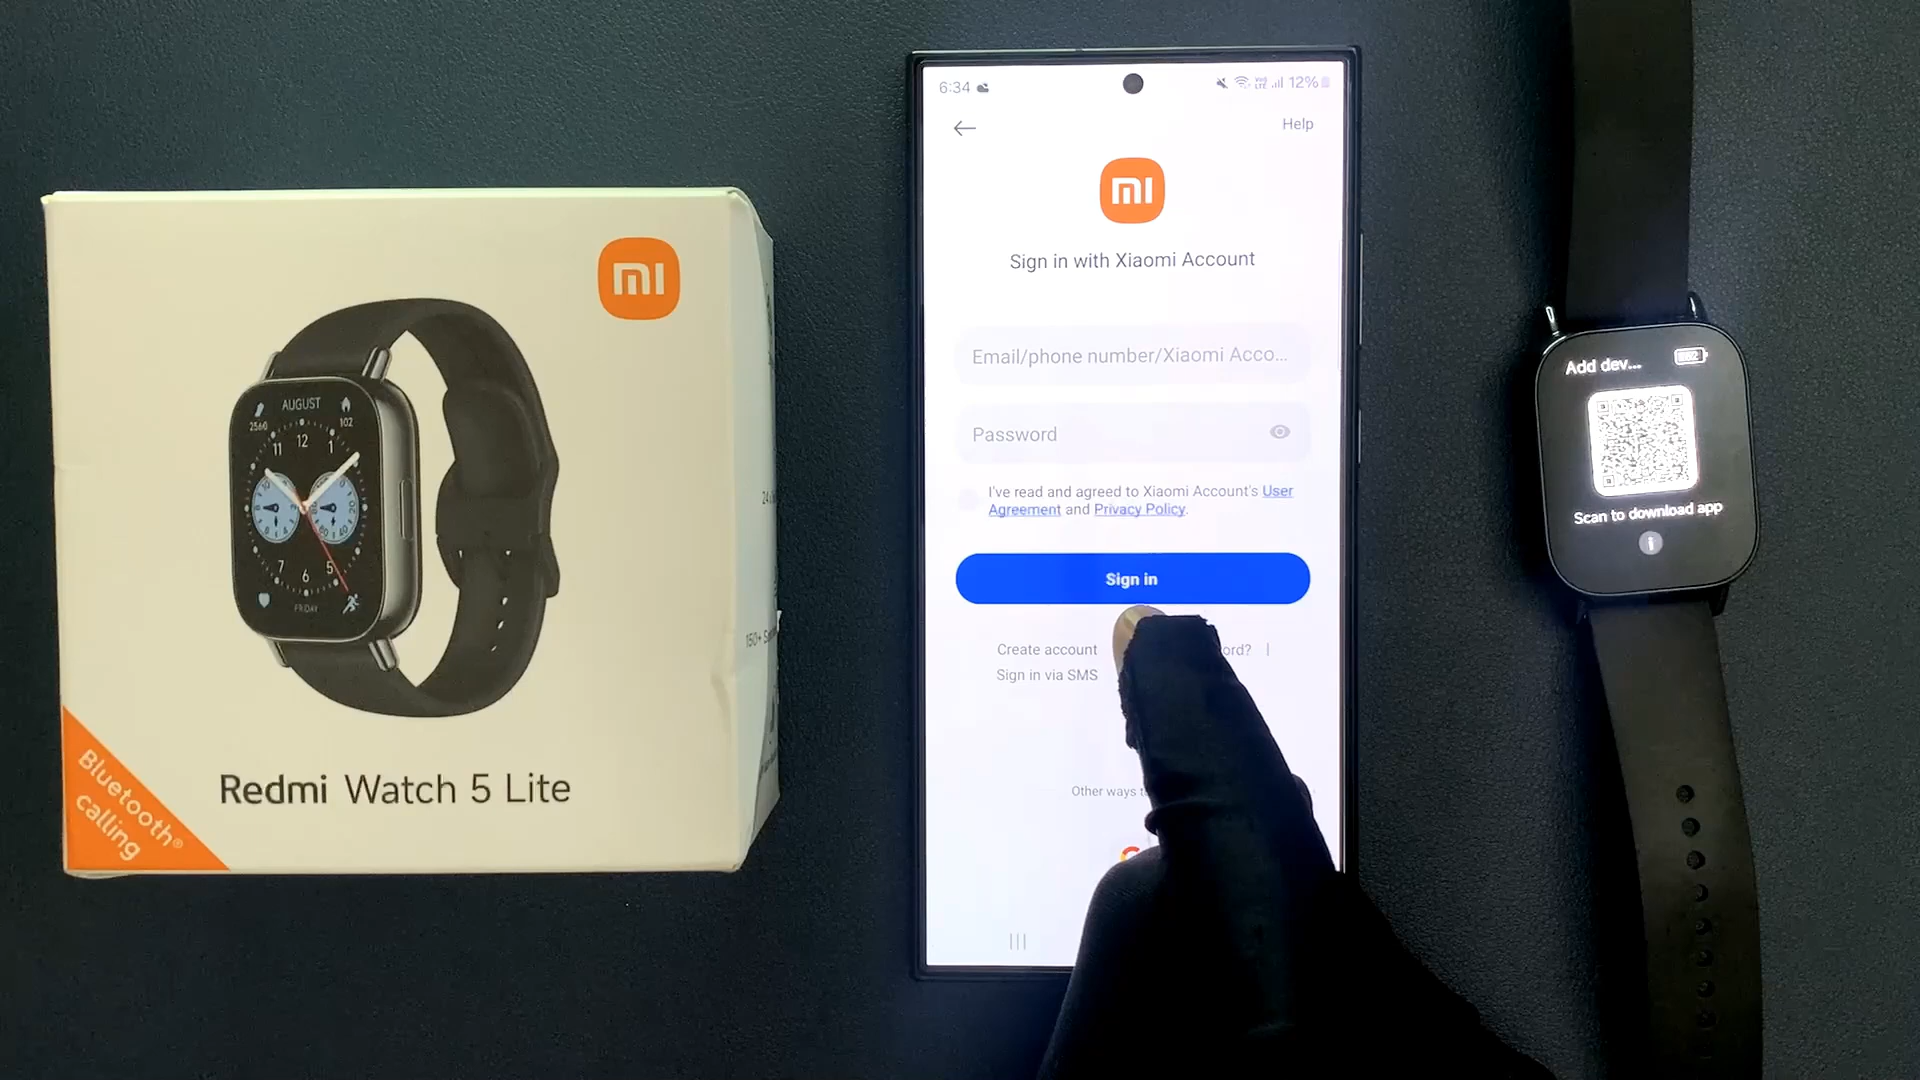 mi
AUGUST
2560
102
11 12 1
7 6 5
FRIDAY
Redmi Watch 5 Lite
Bluetooth®
calling
150+
6:34
12%
Help
mi
Sign in with Xiaomi Account
Email/phone number/Xiaomi Acco...
Password
I've read and agreed to Xiaomi Account's User
Agreement and Privacy Policy.
Sign in
Create account
ord? |
Sign in via SMS
Other ways
G
Add dev...
Scan to download app